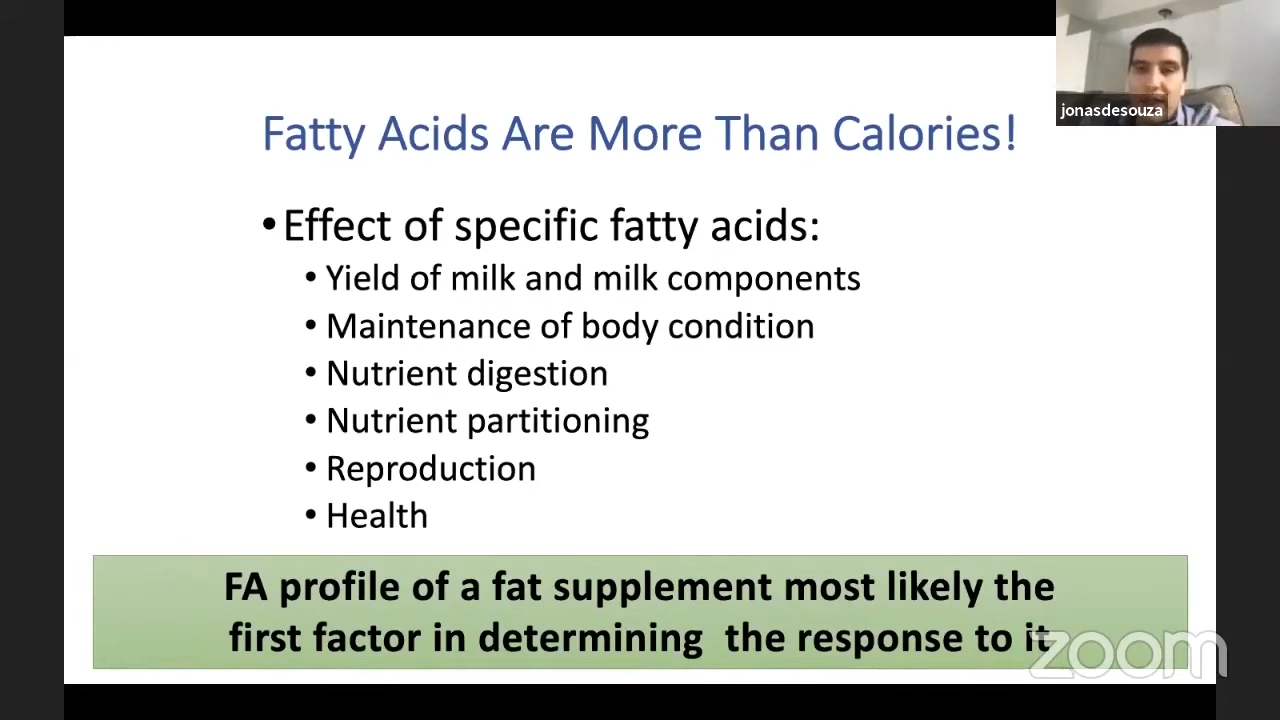 jonasdesouza
Fatty Acids Are More Than Calories!
• Effect of specific fatty acids:
• Yield of milk and milk components
• Maintenance of body condition
• Nutrient digestion
• Nutrient partitioning
• Reproduction
• Health
FA profile of a fat supplement most likely the
first factor in determining the response to it
zoom